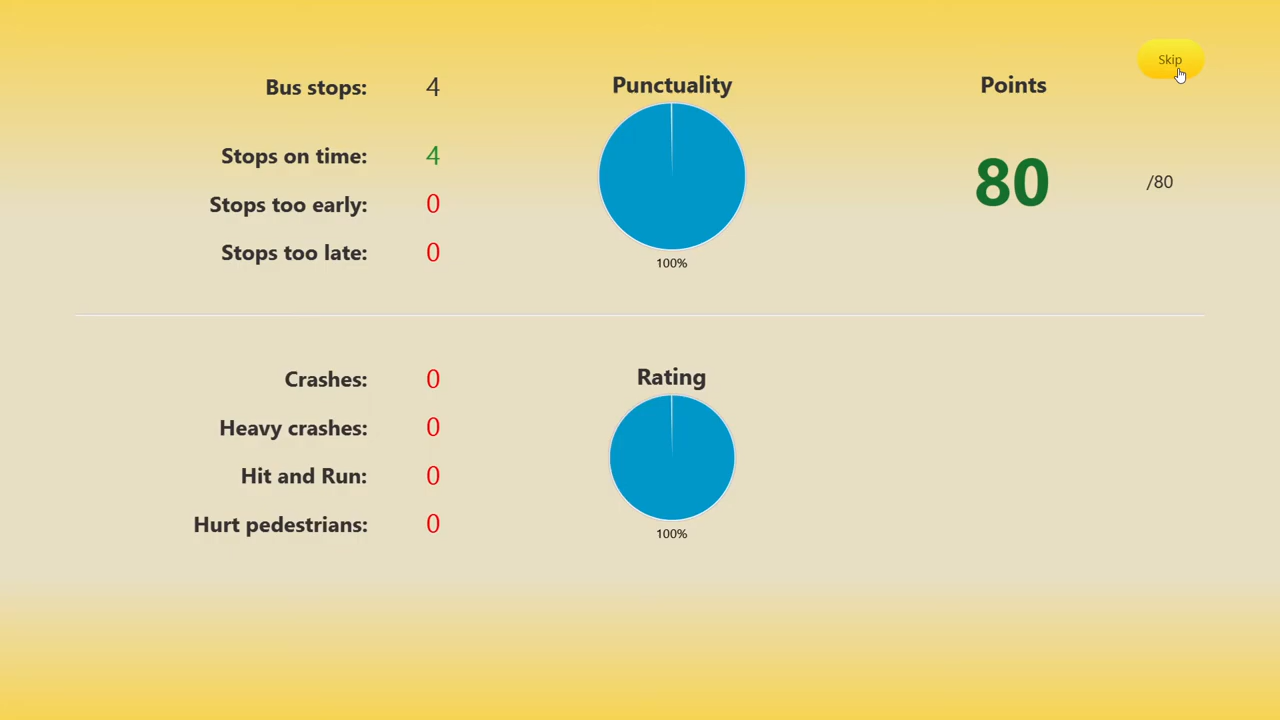 Skip
Bus stops: 4
Punctuality
Points
Stops on time: 4
80 /80
Stops too early: 0
Stops too late: 0
100%
Crashes: 0
Rating
Heavy crashes: 0
Hit and Run: 0
Hurt pedestrians: 0
100%